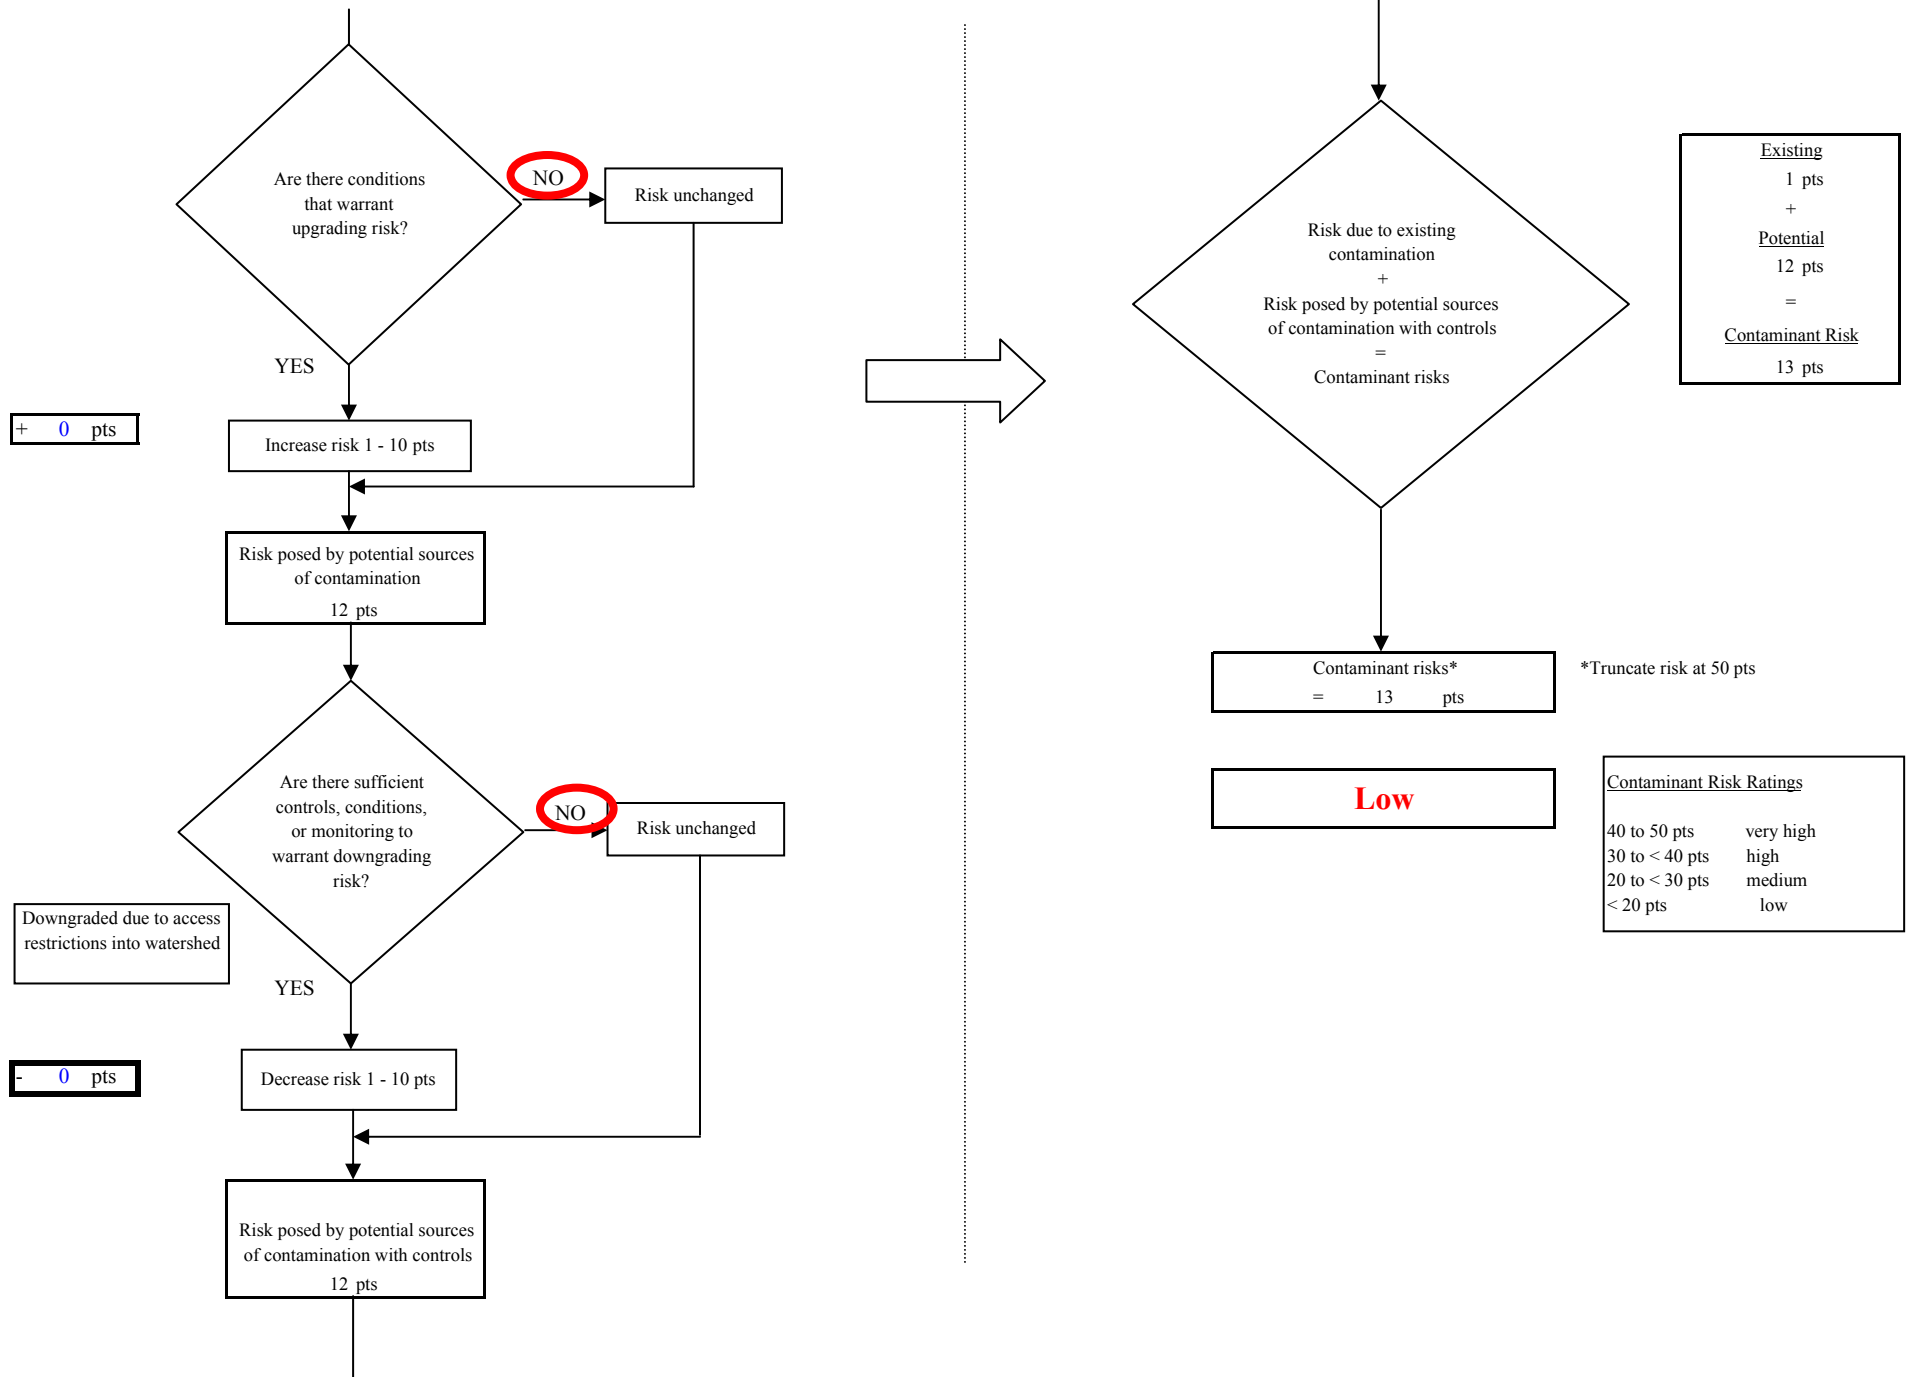 Are there conditions
that warrant
upgrading risk?
NO
Risk unchanged
YES
+ 0 pts
Increase risk 1 - 10 pts
Risk posed by potential sources
of contamination
12 pts
Are there sufficient
controls, conditions,
or monitoring to
warrant downgrading
risk?
NO
Risk unchanged
Downgraded due to access
restrictions into watershed
YES
- 0 pts
Decrease risk 1 - 10 pts
Risk posed by potential sources
of contamination with controls
12 pts
Risk due to existing
contamination
+
Risk posed by potential sources
of contamination with controls
=
Contaminant risks
Existing
1 pts
+
Potential
12 pts
=
Contaminant Risk
13 pts
Contaminant risks*
= 13 pts
*Truncate risk at 50 pts
Low
Contaminant Risk Ratings
40 to 50 pts very high
30 to < 40 pts high
20 to < 30 pts medium
< 20 pts low